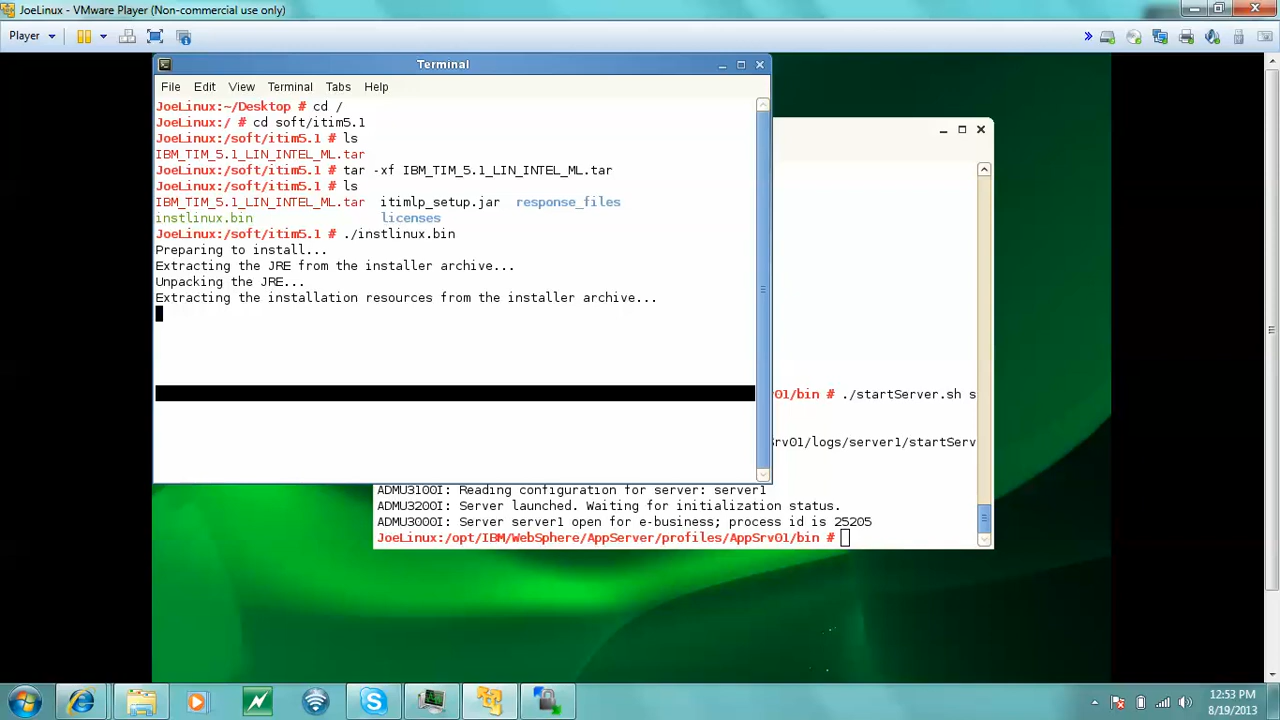 JoeLinux - VMware Player (Non-commercial use only)
Player
Terminal
File Edit View Terminal Tabs Help
JoeLinux:~/Desktop # cd /
JoeLinux:/ # cd soft/itim5.1
JoeLinux:/soft/itim5.1 # ls
IBM_TIM_5.1_LIN_INTEL_ML.tar
JoeLinux:/soft/itim5.1 # tar -xf IBM_TIM_5.1_LIN_INTEL_ML.tar
JoeLinux:/soft/itim5.1 # ls
IBM_TIM_5.1_LIN_INTEL_ML.tar itimlp_setup.jar response_files
instlinux.bin licenses
JoeLinux:/soft/itim5.1 # ./instlinux.bin
Preparing to install...
Extracting the JRE from the installer archive...
Unpacking the JRE...
Extracting the installation resources from the installer archive...
01/bin # ./startServer.sh s
Srv01/logs/server1/startServ
ADMU3100I: Reading configuration for server: server1
ADMU3200I: Server launched. Waiting for initialization status.
ADMU3000I: Server server1 open for e-business; process id is 25205
JoeLinux:/opt/IBM/WebSphere/AppServer/profiles/AppSrv01/bin #
12:53 PM
8/19/2013